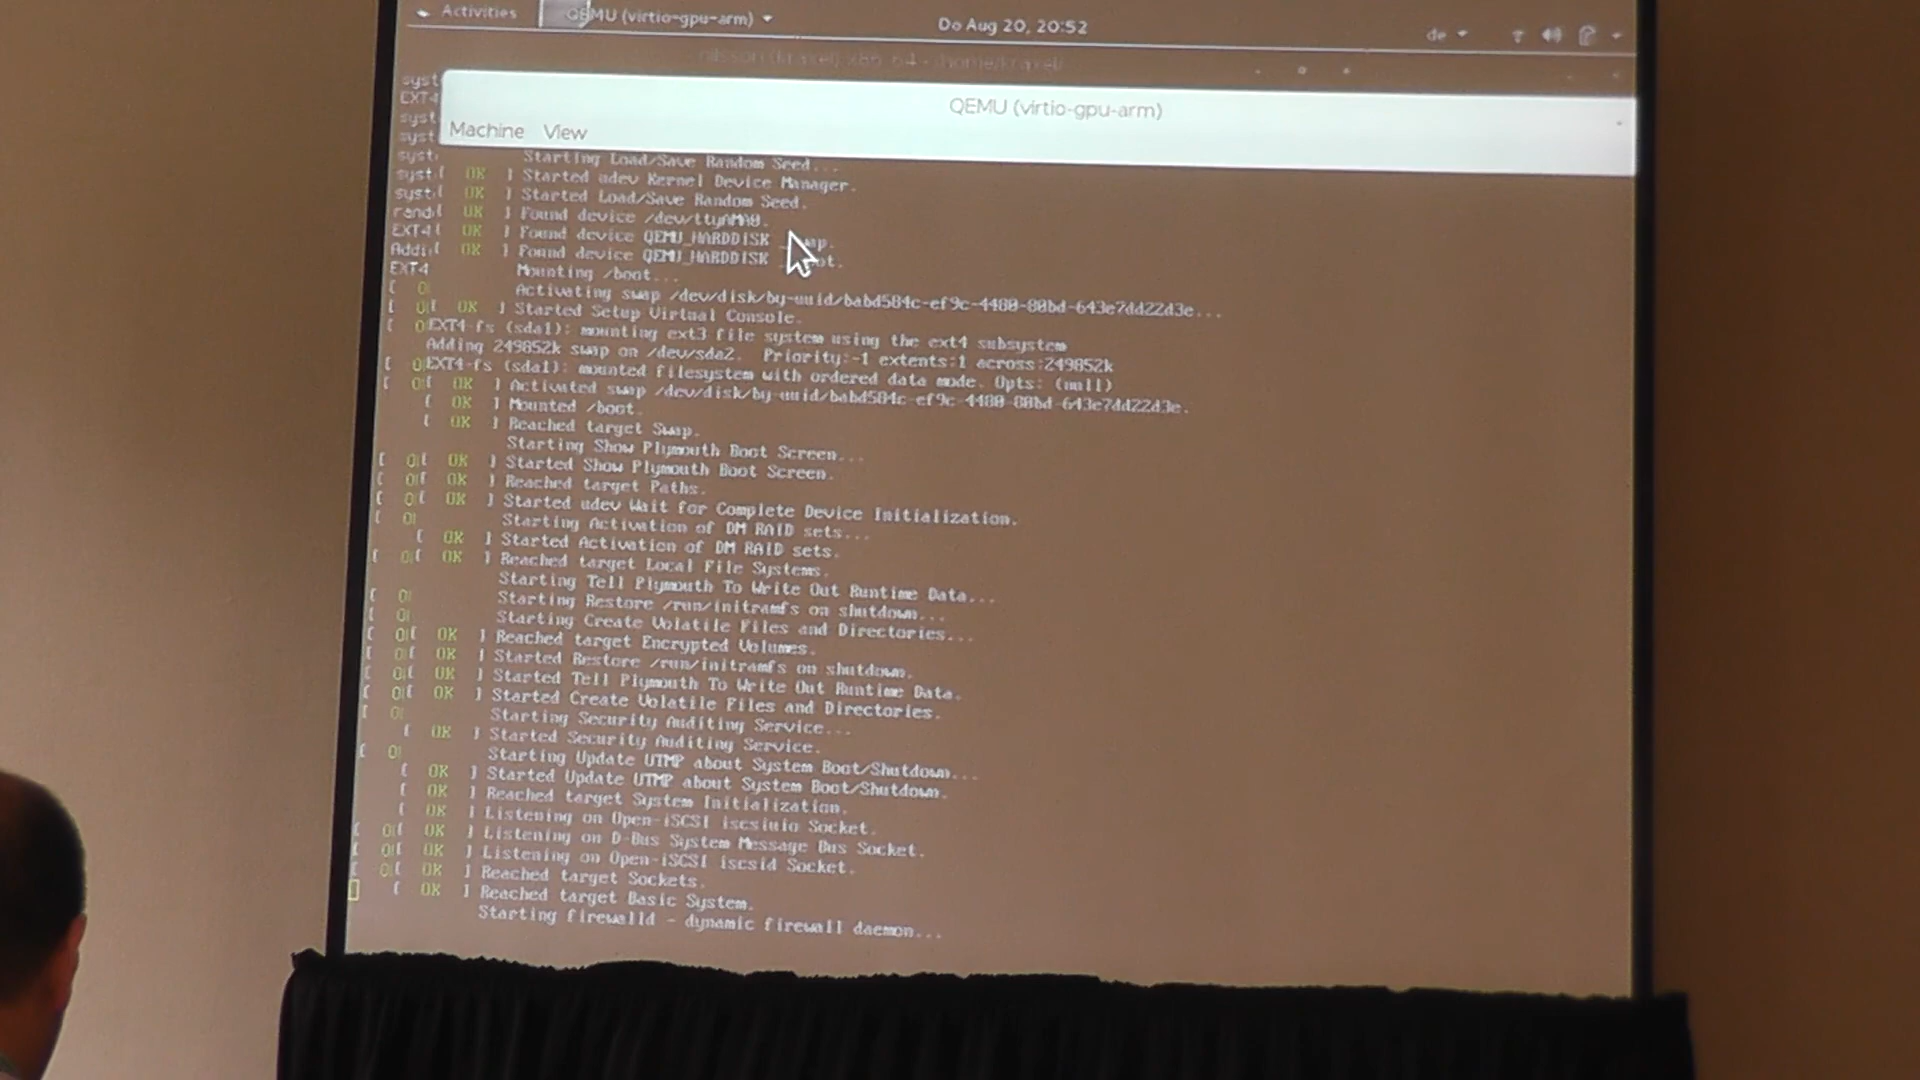 Activities
QEMU (virtio-gpu-arm)
Do Aug 20, 20:52
de
QEMU (virtio-gpu-arm)
Machine View
syst
EXT4
syst
syst
syst
Starting Load/Save Random Seed...
syst [ OK ] Started udev Kernel Device Manager.
syst [ OK ] Started Load/Save Random Seed.
rand [ OK ] Found device /dev/ttyAMA0.
EXT4 [ OK ] Found device QEMU_HARDDISK
Addi [ OK ] Found device QEMU_HARDDISK
EXT4 Mounting /boot...
[ O Activating swap /dev/disk/by-uuid/babd584c-ef9c-4480-80bd-643e7dd22d3e...
[ O [ OK ] Started Setup Virtual Console.
[ O EXT4-fs (sda1): mounting ext3 file system using the ext4 subsystem
Adding 249852k swap on /dev/sda2. Priority:-1 extents:1 across:249852k
[ O EXT4-fs (sda1): mounted filesystem with ordered data mode. Opts: (null)
[ O [ OK ] Activated swap /dev/disk/by-uuid/babd584c-ef9c-4480-80bd-643e7dd22d3e.
[ OK ] Mounted /boot.
[ OK ] Reached target Swap.
Starting Show Plymouth Boot Screen...
[ O [ OK ] Started Show Plymouth Boot Screen.
[ O [ OK ] Reached target Paths.
[ O [ OK ] Started udev Wait for Complete Device Initialization.
[ O Starting Activation of DM RAID sets...
[ OK ] Started Activation of DM RAID sets.
[ O [ OK ] Reached target Local File Systems.
Starting Tell Plymouth To Write Out Runtime Data...
[ O Starting Restore /run/initramfs on shutdown...
[ O Starting Create Volatile Files and Directories...
[ O [ OK ] Reached target Encrypted Volumes.
[ O [ OK ] Started Restore /run/initramfs on shutdown.
[ O [ OK ] Started Tell Plymouth To Write Out Runtime Data.
[ O [ OK ] Started Create Volatile Files and Directories.
[ O Starting Security Auditing Service...
[ OK ] Started Security Auditing Service.
[ O Starting Update UTMP about System Boot/Shutdown...
[ OK ] Started Update UTMP about System Boot/Shutdown.
[ OK ] Reached target System Initialization.
[ OK ] Listening on Open-iSCSI iscsiuio Socket.
[ O [ OK ] Listening on D-Bus System Message Bus Socket.
[ O [ OK ] Listening on Open-iSCSI iscsid Socket.
[ O [ OK ] Reached target Sockets.
[ OK ] Reached target Basic System.
Starting firewalld - dynamic firewall daemon...